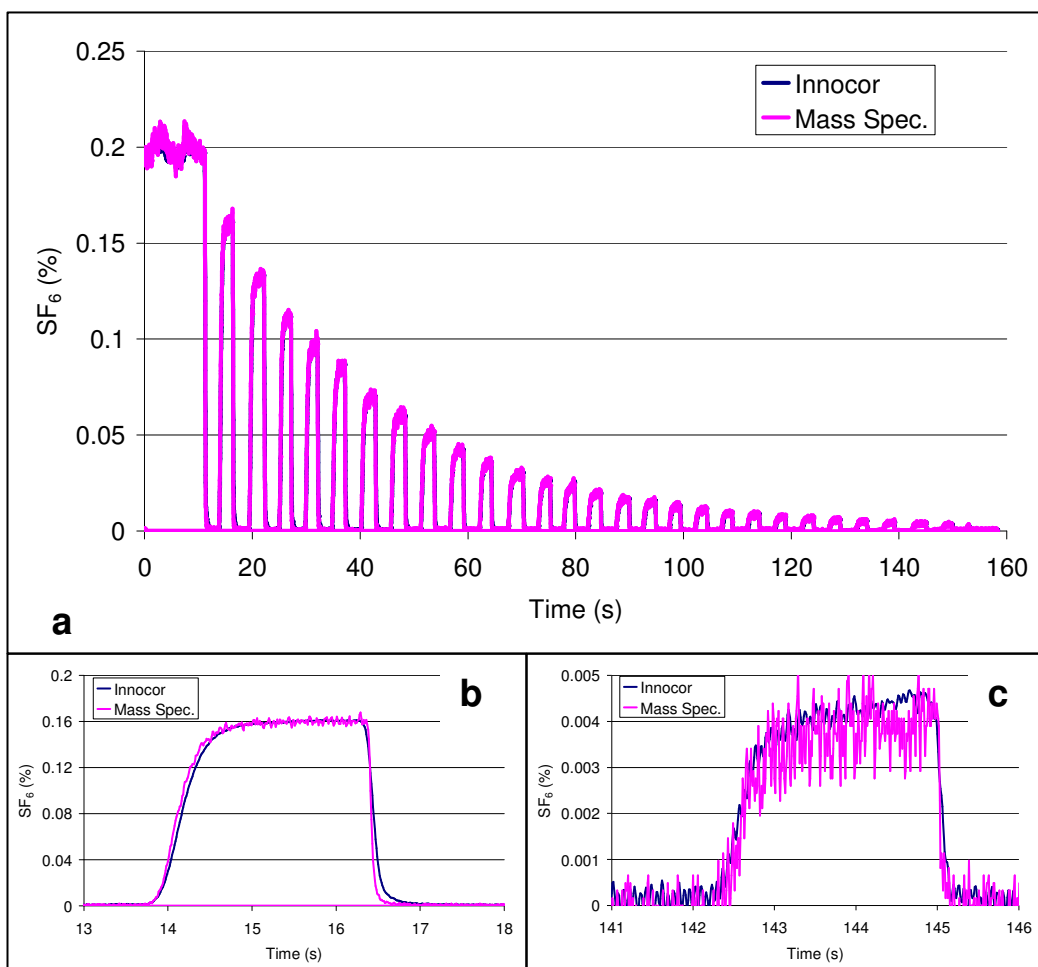 0.25
0.2
0.15
0.1
0.05
0
SF6 (%)
Innocor
Mass Spec.
0 20 40 60 80 100 120 140 160
Time (s)
a
0.2
0.16
0.12
0.08
0.04
0
SF6 (%)
Innocor
Mass Spec.
b
13 14 15 16 17 18
Time (s)
0.005
0.004
0.003
0.002
0.001
0
SF6 (%)
Innocor
Mass Spec.
c
141 142 143 144 145 146
Time (s)